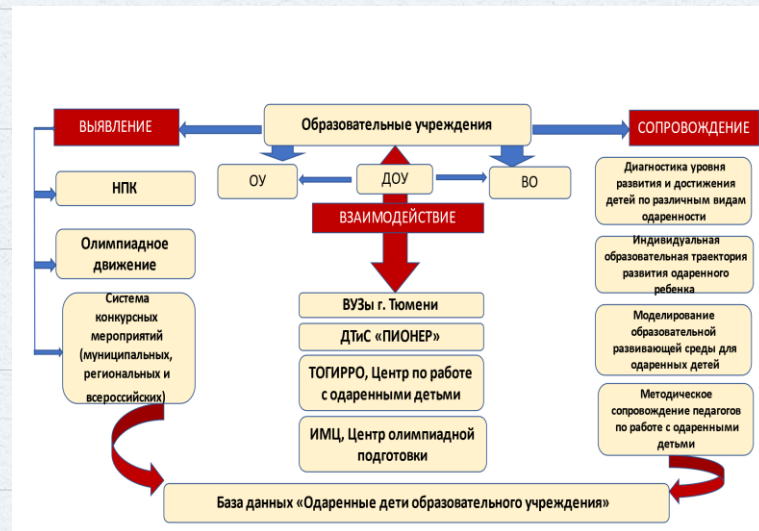 ВЫЯВЛЕНИЕ
Образовательные учреждения
СОПРОВОЖДЕНИЕ
ОУ
ДОУ
ВО
ВЗАИМОДЕЙСТВИЕ
НПК
Олимпиадное
движение
Система
конкурсных
мероприятий
(муниципальных,
региональных и
всероссийских)
ВУЗы г. Тюмени
ДТиС «ПИОНЕР»
ТОГИРРО, Центр по работе
с одаренными детьми
ИМЦ, Центр олимпиадной
подготовки
Диагностика уровня
развития и достижения
детей по различным видам
одаренности
Индивидуальная
образовательная траектория
развития одаренного
ребенка
Моделирование
образовательной
развивающей среды для
одаренных детей
Методическое
сопровождение педагогов
по работе с одаренными
детьми
База данных «Одаренные дети образовательного учреждения»